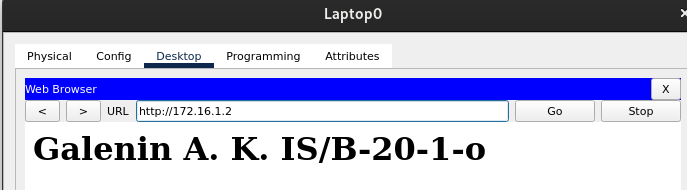 Laptop0
Physical Config Desktop Programming Attributes
Web Browser X
< > URL http://172.16.1.2 Go Stop
Galenin A. K. IS/B-20-1-o